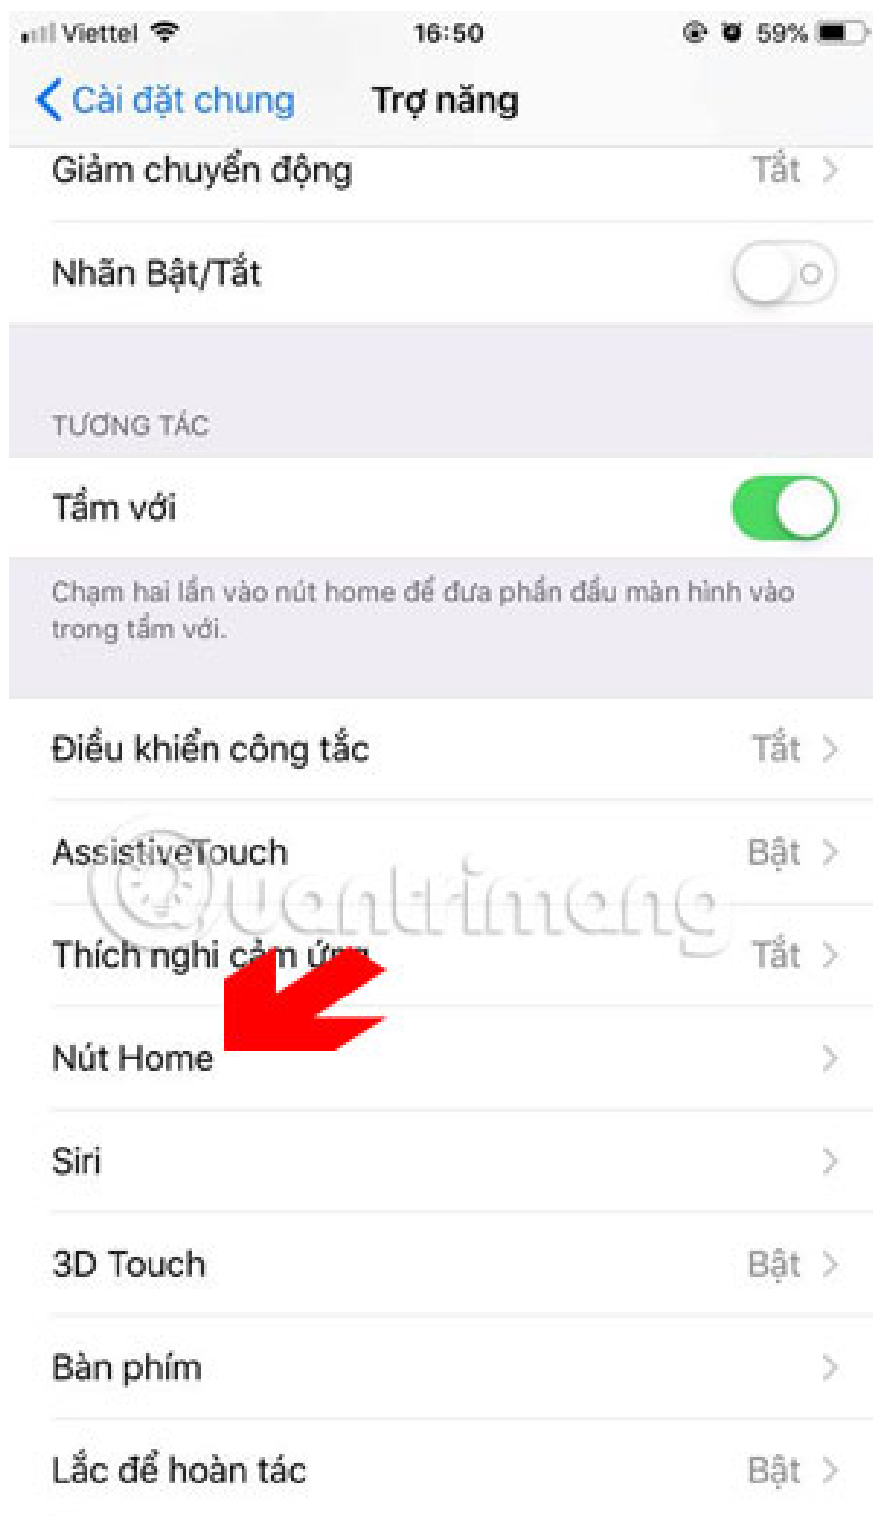 Viettel 16:50 59%
Cài đặt chung Trợ năng
Giảm chuyển động Tắt
Nhãn Bật/Tắt
TƯƠNG TÁC
Tầm với
Chạm hai lần vào nút home để đưa phần đầu màn hình vào
trong tầm với.
Điều khiển công tắc Tắt
AssistiveTouch Bật
Quantrimang
Thích nghi cảm ứng Tắt
Nút Home
Siri
3D Touch Bật
Bàn phím
Lắc để hoàn tác Bật